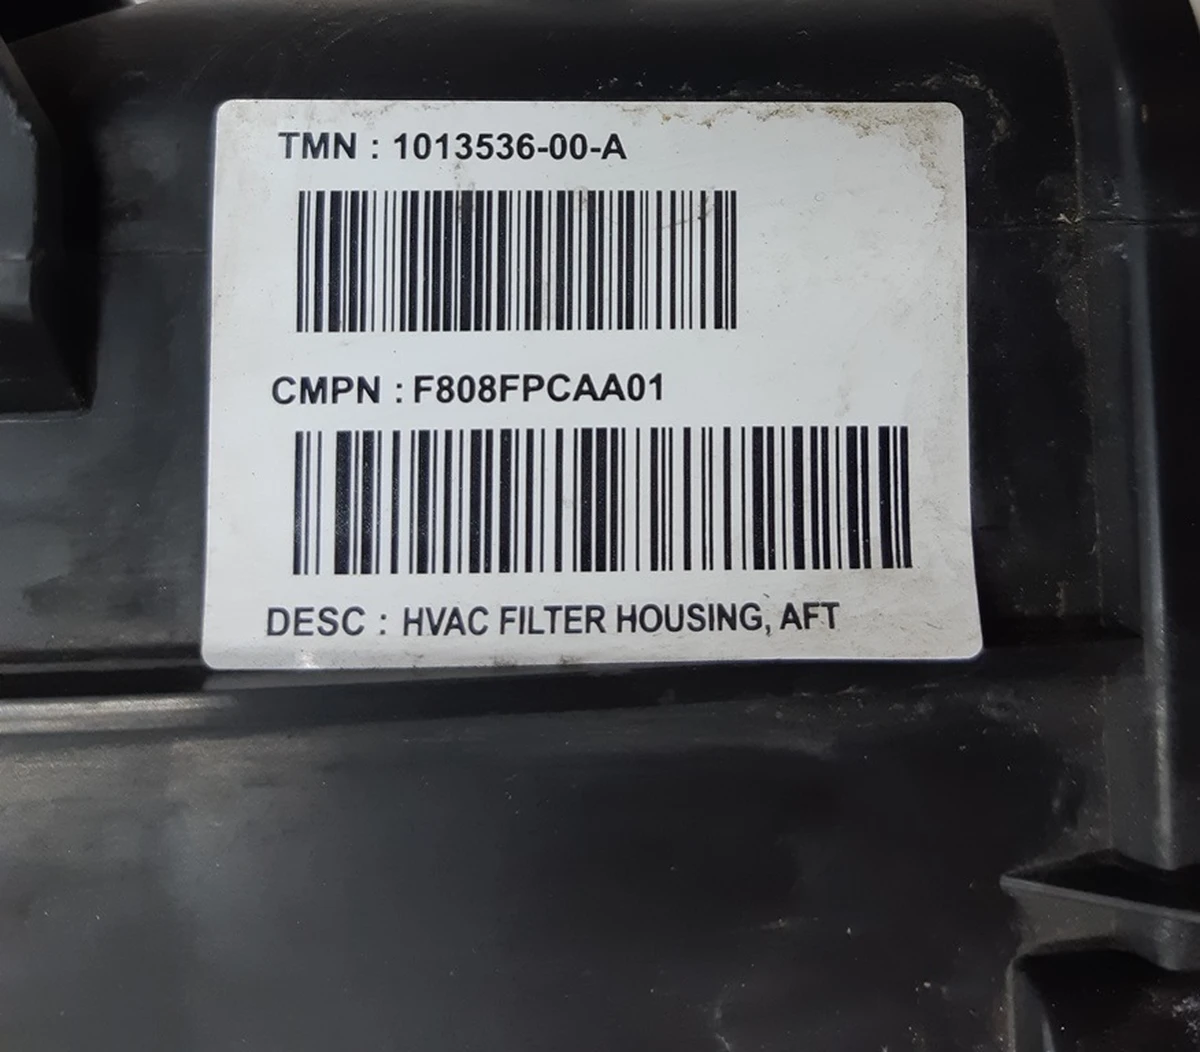 TMN : 1013536-00-A
CMPN : F808FPCAA01
DESC : HVAC FILTER HOUSING, AFT